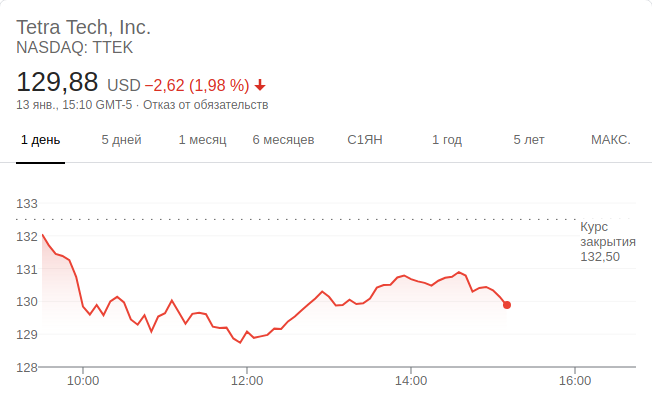 Tetra Tech, Inc.
NASDAQ: TTEK
129,88 USD −2,62 (1,98 %)
13 янв., 15:10 GMT-5 · Отказ от обязательств
1 день 5 дней 1 месяц 6 месяцев С1ЯН 1 год 5 лет МАКС.
133
132
131
130
129
128
Курс
закрытия
132,50
10:00 12:00 14:00 16:00